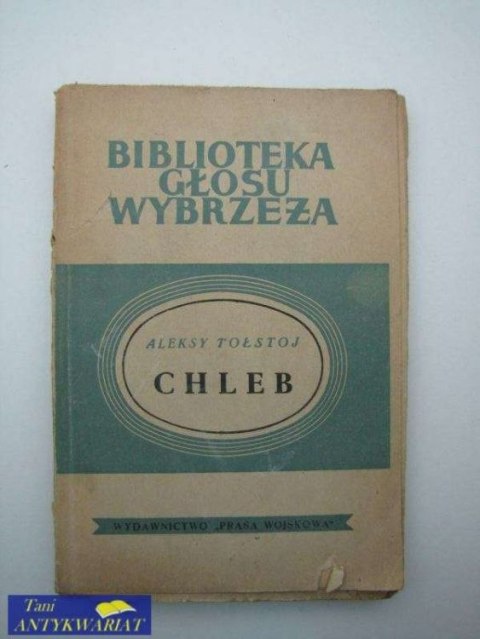 BIBLIOTEKA
GŁOSU
WYBRZEŻA
ALEKSY TOŁSTOJ
CHLEB
WYDAWNICTWO „PRASA WOJSKOWA"
Tani
ANTYKWARIAT